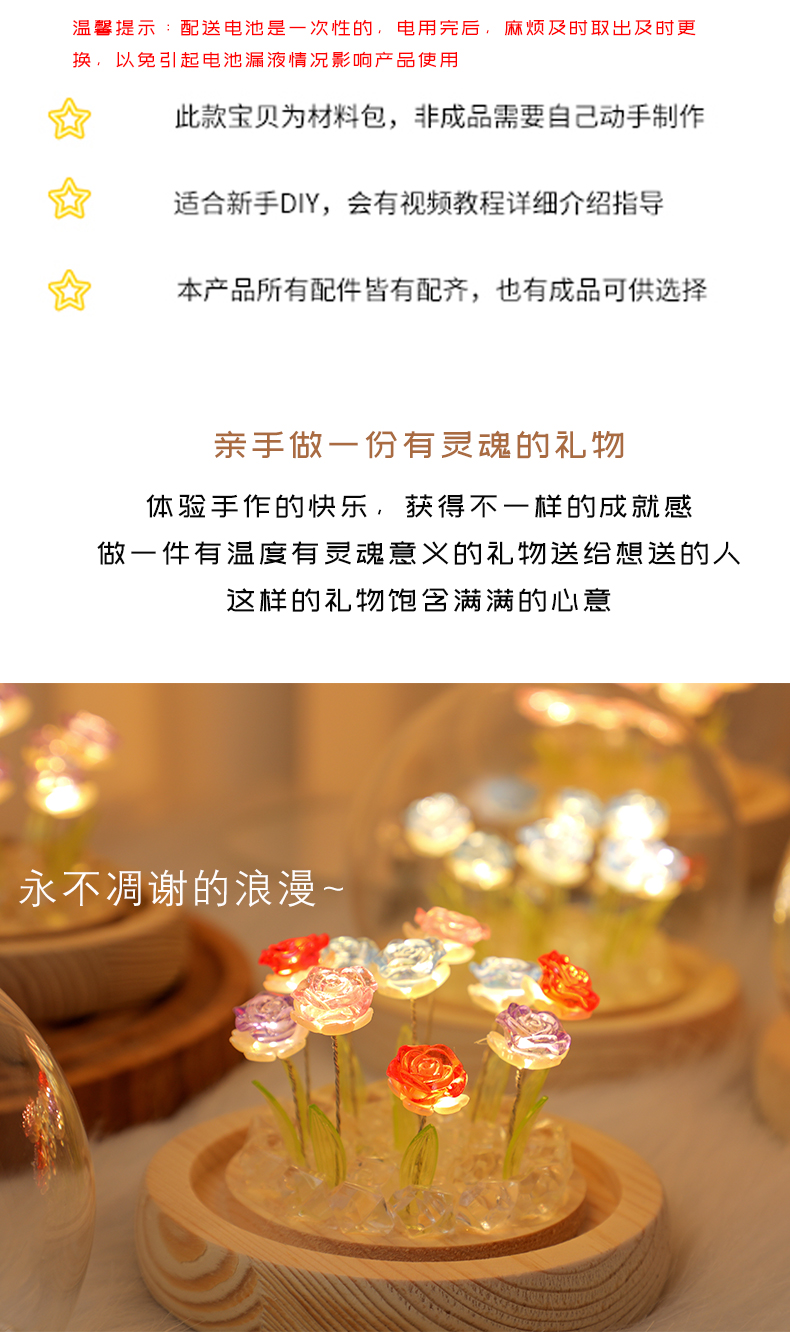 温馨提示：配送电池是一次性的，电用完后，麻烦及时取出及时更
换，以免引起电池漏液情况影响产品使用
此款宝贝为材料包，非成品需要自己动手制作
适合新手DIY，会有视频教程详细介绍指导
本产品所有配件皆有配齐，也有成品可供选择
亲手做一份有灵魂的礼物
体验手作的快乐，获得不一样的成就感
做一件有温度有灵魂意义的礼物送给想送的人
这样的礼物饱含满满的心意
永不凋谢的浪漫~